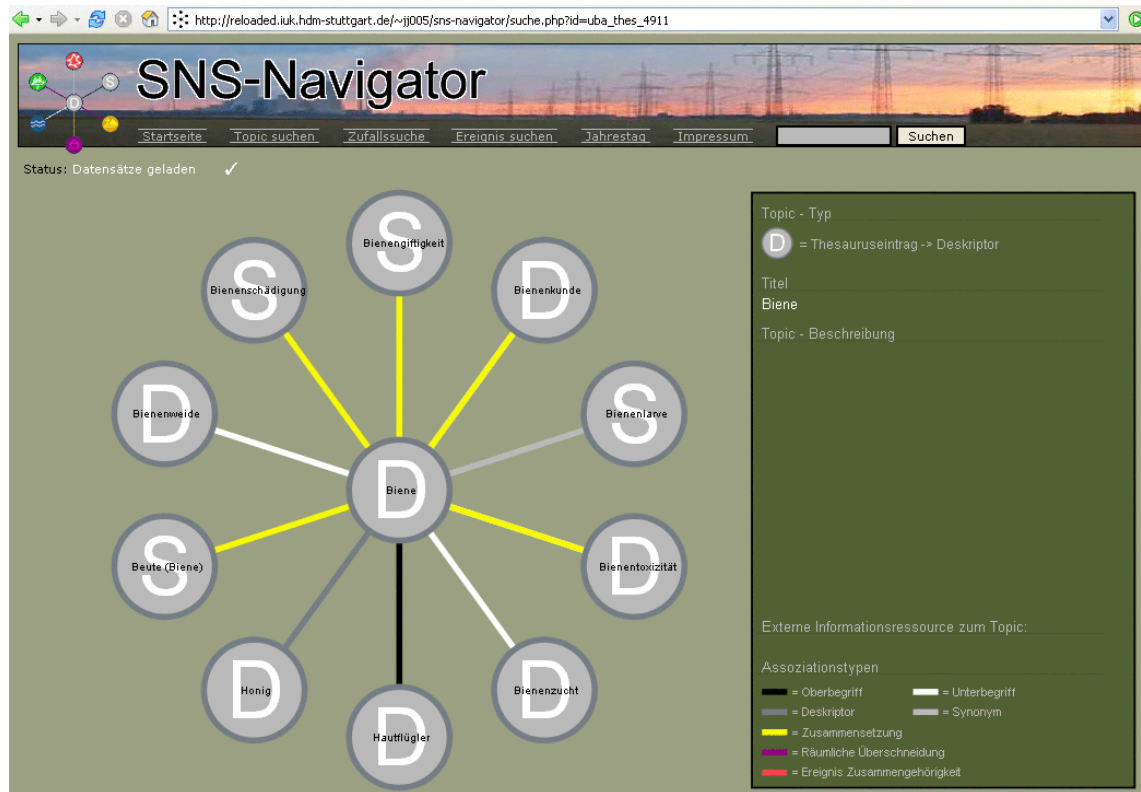 http://reloaded.iuk.hdm-stuttgart.de/~jj005/sns-navigator/suche.php?id=uba_thes_4911
S
D
SNS-Navigator
Startseite Topic suchen Zufallssuche Ereignis suchen Jahrestag Impressum Suchen
Status: Datensätze geladen ✓
S
Bienengiftigkeit
S
Bienenschädigung
D
Bienenkunde
D
Bienenweide
S
Bienenlarve
D
Biene
S
Beute (Biene)
D
Bienentoxizität
D
Honig
D
Bienenzucht
D
Hautflügler
Topic - Typ
D = Thesauruseintrag -> Deskriptor
Titel
Biene
Topic - Beschreibung
Externe Informationsressource zum Topic:
Assoziationstypen
= Oberbegriff = Unterbegriff
= Deskriptor = Synonym
= Zusammensetzung
= Räumliche Überschneidung
= Ereignis Zusammengehörigkeit